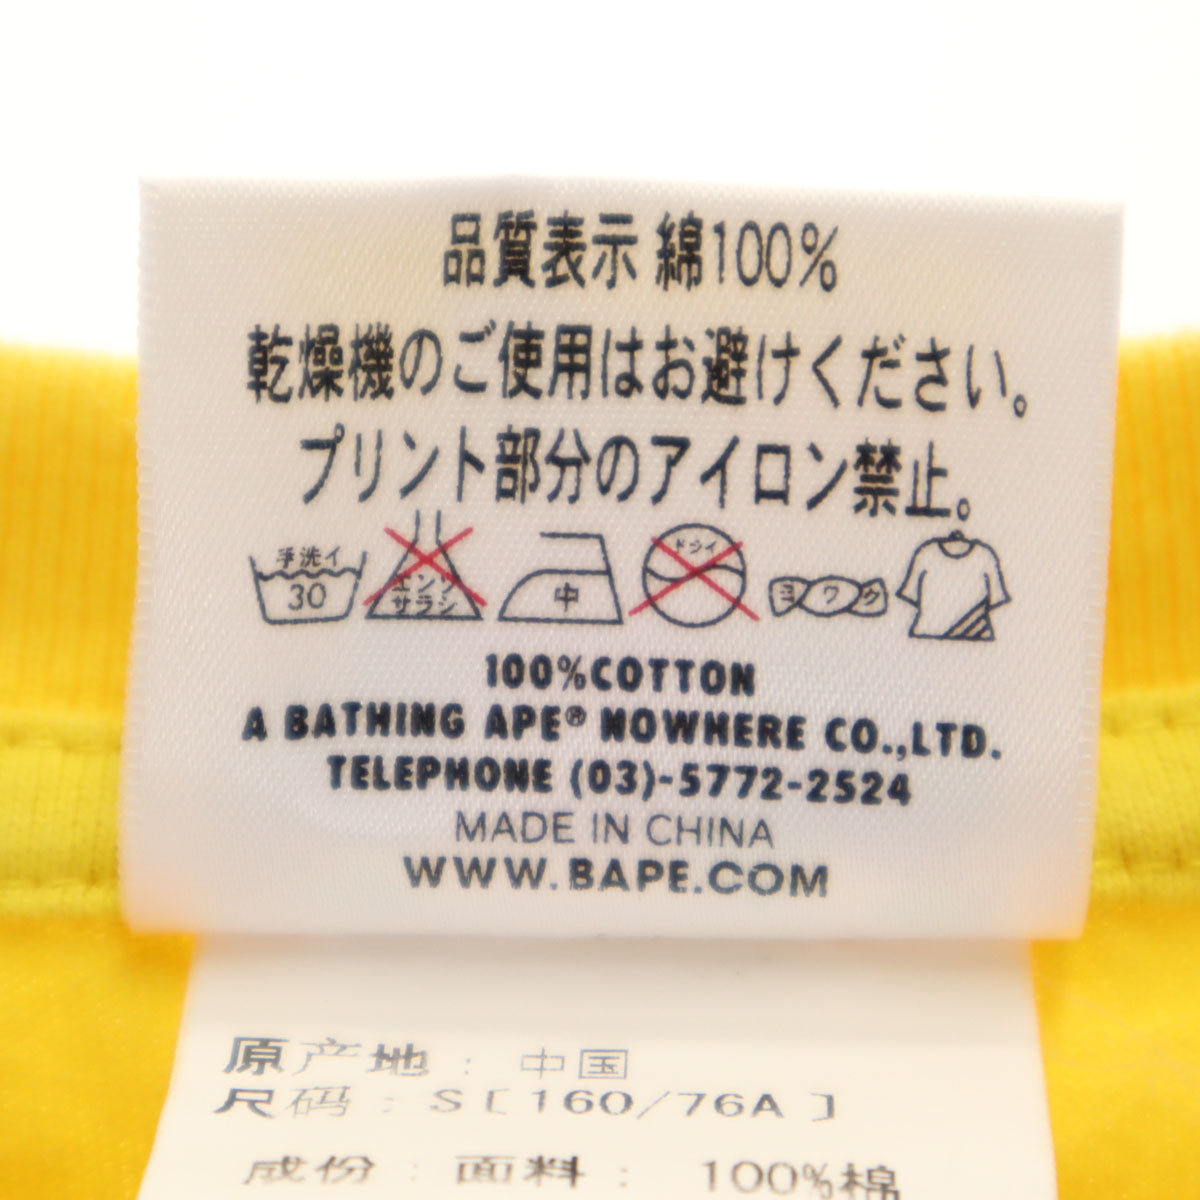 品質表示 綿100%
乾燥機のご使用はお避けください。
プリント部分のアイロン禁止。
手洗イ 30 エンソサラシ 中 ドライ ヨワク
100%COTTON
A BATHING APE® NOWHERE CO.,LTD.
TELEPHONE (03)-5772-2524
MADE IN CHINA
WWW.BAPE.COM
原产地: 中国
尺码: S[160/76A]
成份: 面料: 100%棉